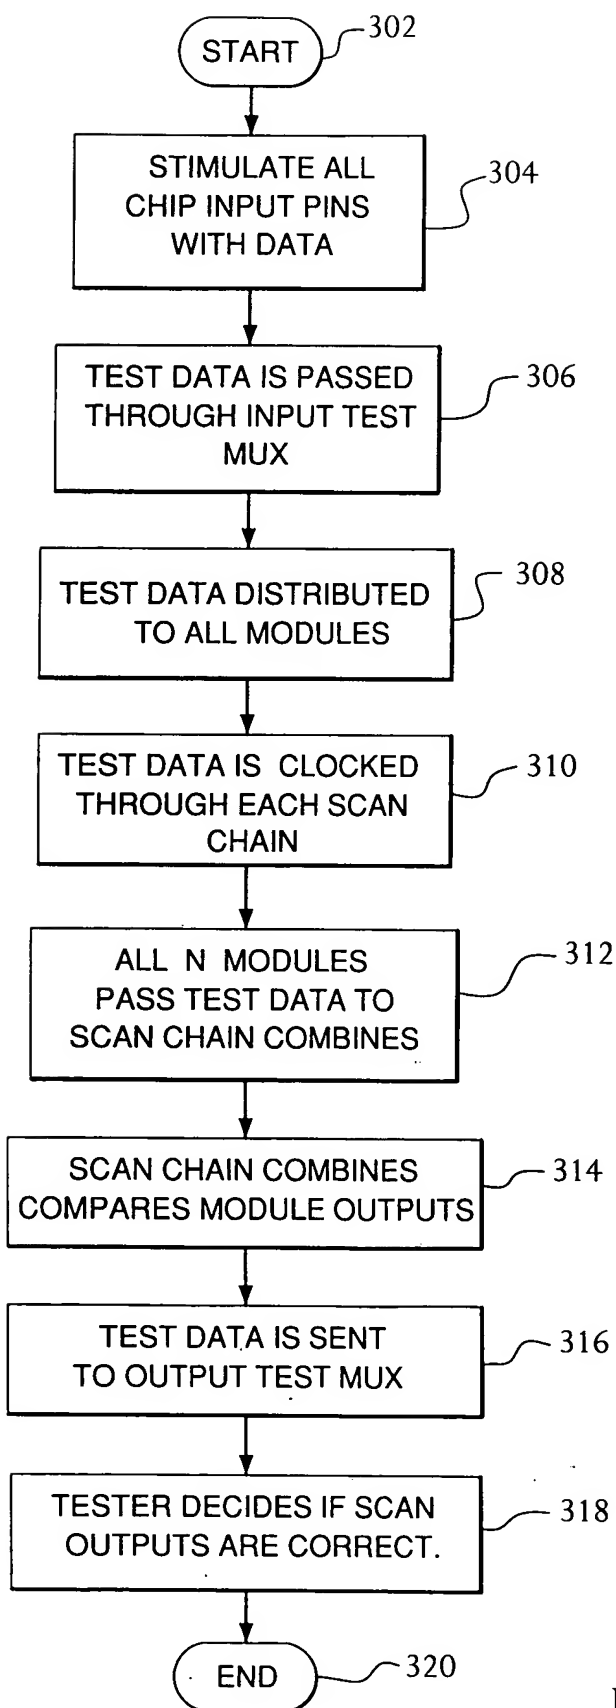 START
302
STIMULATE ALL
CHIP INPUT PINS
WITH DATA
304
TEST DATA IS PASSED
THROUGH INPUT TEST
MUX
306
TEST DATA DISTRIBUTED
TO ALL MODULES
308
TEST DATA IS CLOCKED
THROUGH EACH SCAN
CHAIN
310
ALL N MODULES
PASS TEST DATA TO
SCAN CHAIN COMBINES
312
SCAN CHAIN COMBINES
COMPARES MODULE OUTPUTS
314
TEST DATA IS SENT
TO OUTPUT TEST MUX
316
TESTER DECIDES IF SCAN
OUTPUTS ARE CORRECT.
318
END
320